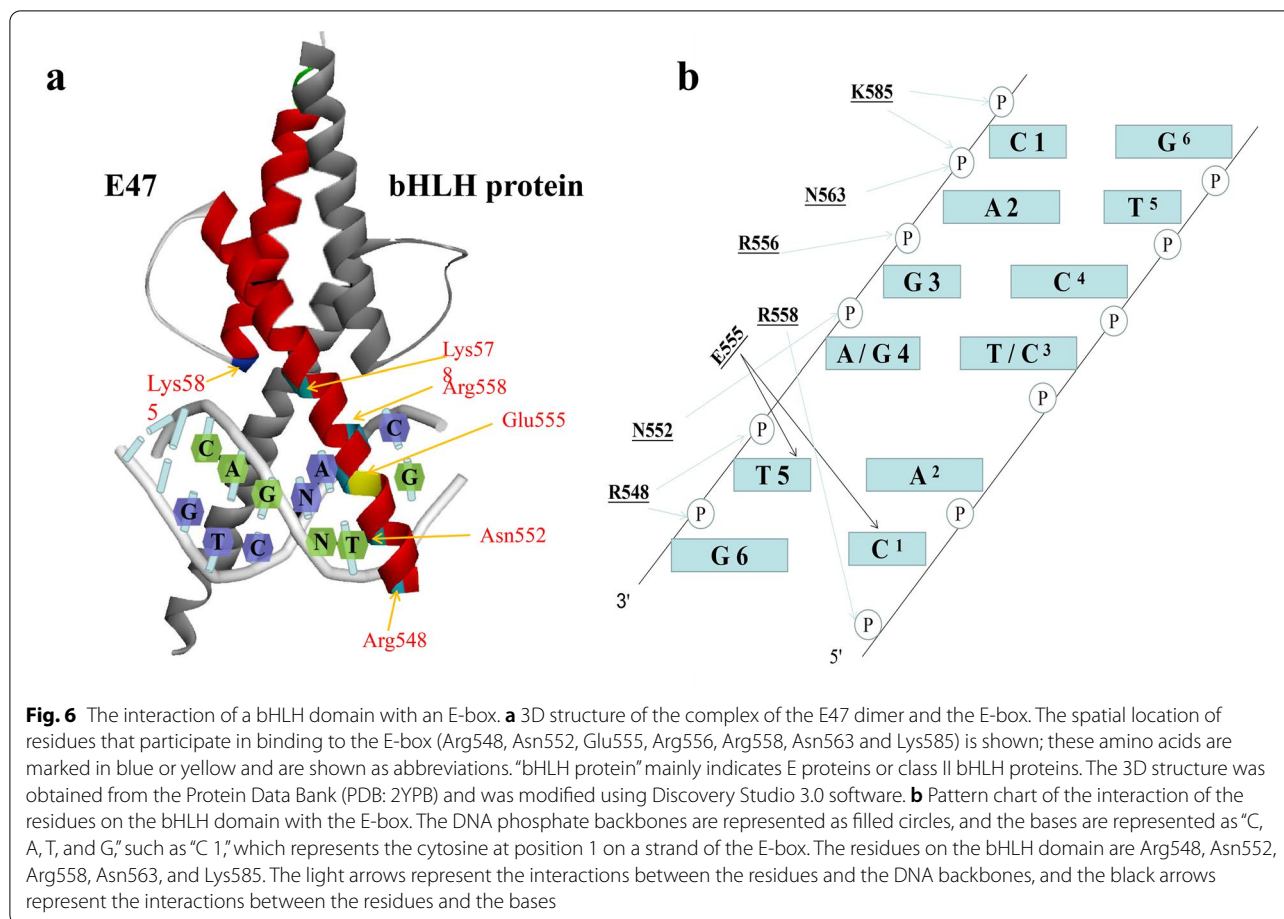 a
E47
bHLH protein
Lys57
8
Arg558
Lys58
5
Glu555
C
C
A
A
G
G
N
G
T
C
N
T
Asn552
Arg548
b
K585
P
C 1
G 6
P
P
N563
A 2
T 5
R556
P
P
G 3
C 4
R558
P
P
E555
A / G 4
T / C 3
P
N552
P
T 5
A 2
R548
P
P
G 6
C 1
3'
P
5'
Fig. 6 The interaction of a bHLH domain with an E-box. a 3D structure of the complex of the E47 dimer and the E-box. The spatial location of
residues that participate in binding to the E-box (Arg548, Asn552, Glu555, Arg556, Arg558, Asn563 and Lys585) is shown; these amino acids are
marked in blue or yellow and are shown as abbreviations. “bHLH protein” mainly indicates E proteins or class II bHLH proteins. The 3D structure was
obtained from the Protein Data Bank (PDB: 2YPB) and was modified using Discovery Studio 3.0 software. b Pattern chart of the interaction of the
residues on the bHLH domain with the E-box. The DNA phosphate backbones are represented as filled circles, and the bases are represented as “C,
A, T, and G,” such as “C 1,” which represents the cytosine at position 1 on a strand of the E-box. The residues on the bHLH domain are Arg548, Asn552,
Arg558, Asn563, and Lys585. The light arrows represent the interactions between the residues and the DNA backbones, and the black arrows
represent the interactions between the residues and the bases